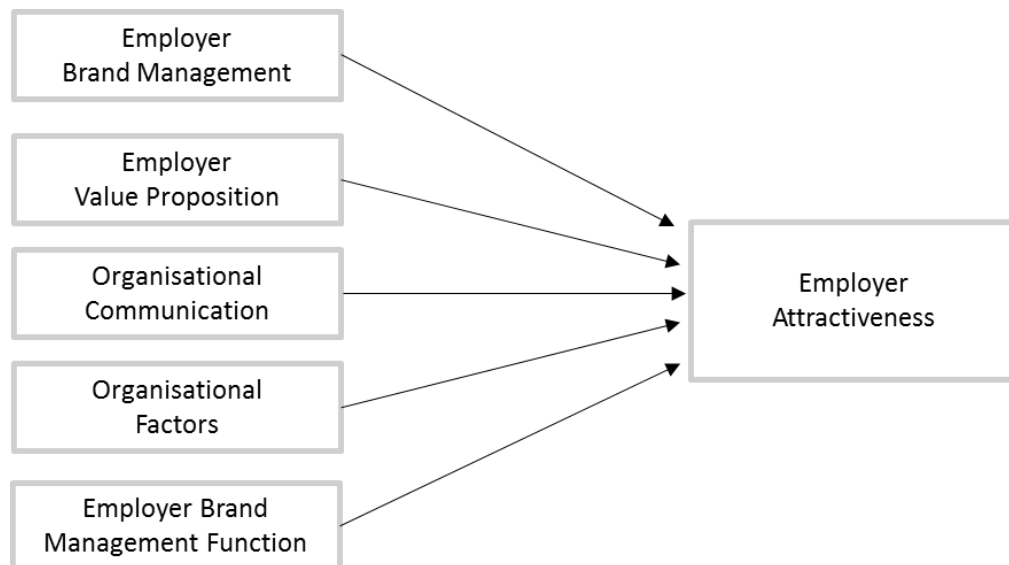 Employer
Brand Management
Employer
Value Proposition
Organisational
Communication
Organisational
Factors
Employer Brand
Management Function
Employer
Attractiveness